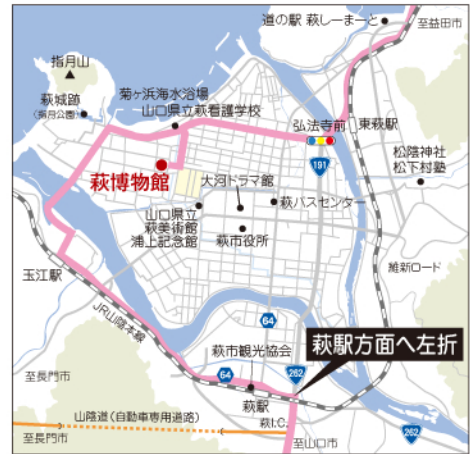 道の駅 萩しーまーと
至益田市
指月山
萩城跡
(指月公園)
菊ヶ浜海水浴場
山口県立萩看護学校
弘法寺前
東萩駅
191
松陰神社
松下村塾
萩博物館
大河ドラマ館
萩バスセンター
山口県立
萩美術館
浦上記念館
萩市役所
玉江駅
維新ロード
JR山陰本線
64
萩駅方面へ左折
萩市観光協会
至長門市
64
262
萩駅
山陰道(自動車専用道路)
萩I.C.
至長門市
至山口市
262